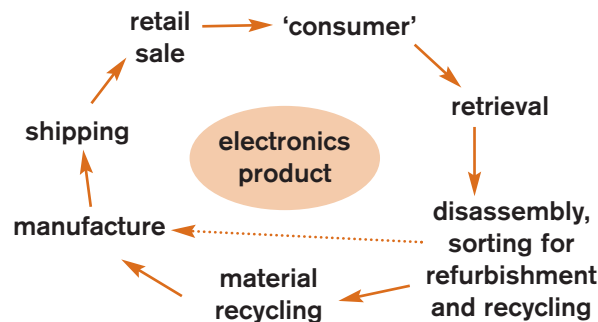 retail
sale
‘consumer’
retrieval
shipping
electronics
product
manufacture
disassembly,
sorting for
refurbishment
and recycling
material
recycling